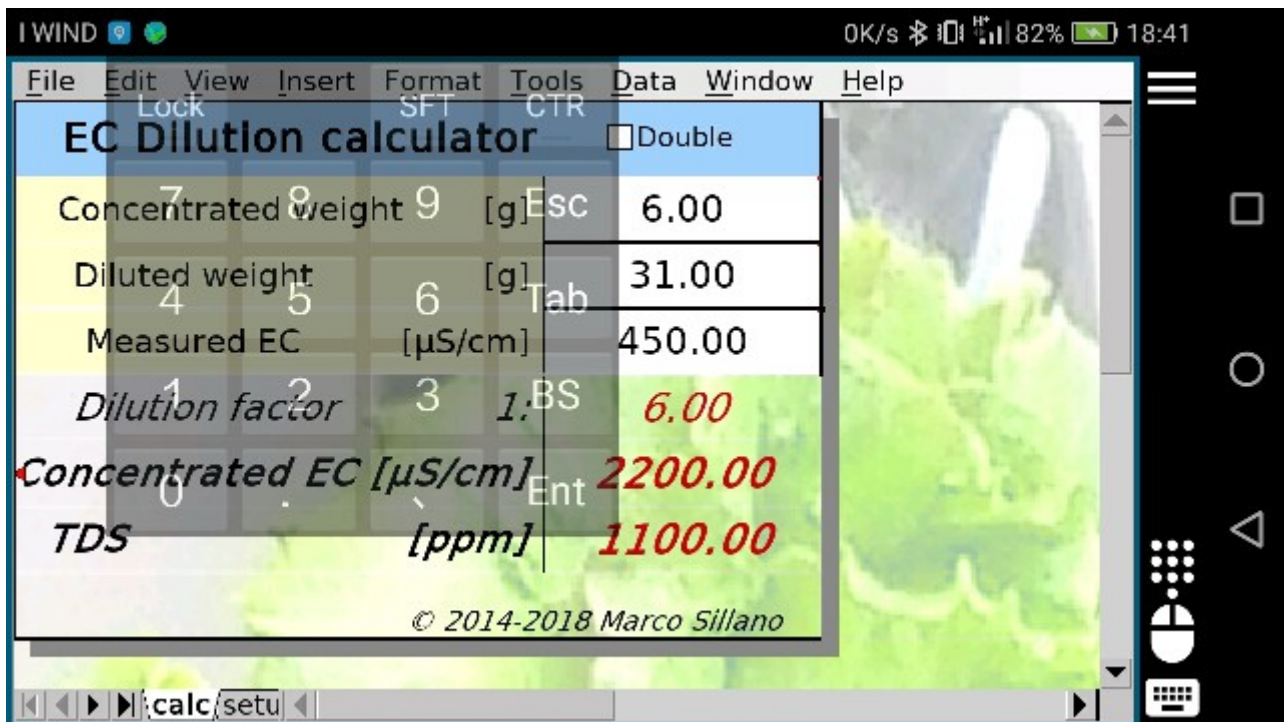 I WIND 0K/s 82% 18:41
File Edit View Insert Format Tools Data Window Help
Lock SFT CTR
EC Dilution calculator Double
7 8 9 Esc
Concentrated weight [g] 6.00
Diluted weight [g] 31.00
4 5 6 Tab
Measured EC [µS/cm] 450.00
1 2 3 BS
Dilution factor 1: 6.00
Concentrated EC [µS/cm] 2200.00
0 . 、 Ent
TDS [ppm] 1100.00
© 2014-2018 Marco Sillano
calc setu